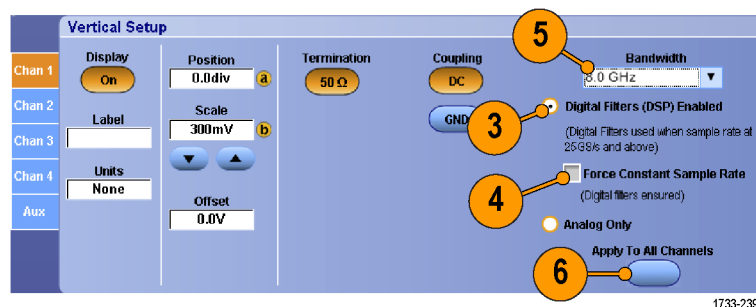 Vertical Setup
Chan 1
Chan 2
Chan 3
Chan 4
Aux
Display
On
Label
Units
None
Position
0.0div
a
Scale
300mV
b
Offset
0.0V
Termination
50 Ω
Coupling
DC
GND
5
Bandwidth
8.0 GHz
3
Digital Filters (DSP) Enabled
(Digital Filters used when sample rate at
25GS/s and above)
4
Force Constant Sample Rate
(Digital filters ensured)
Analog Only
6
Apply To All Channels
1733-239